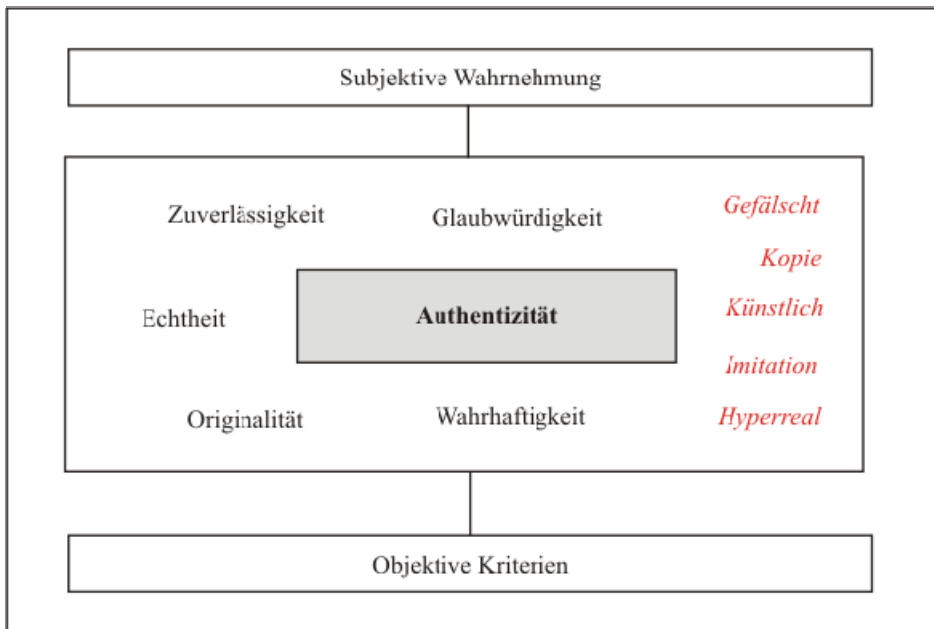 Subjektive Wahrnehmung
Zuverlässigkeit
Glaubwürdigkeit
Gefälscht
Kopie
Echtheit
Authentizität
Künstlich
Imitation
Originalität
Wahrhaftigkeit
Hyperreal
Objektive Kriterien